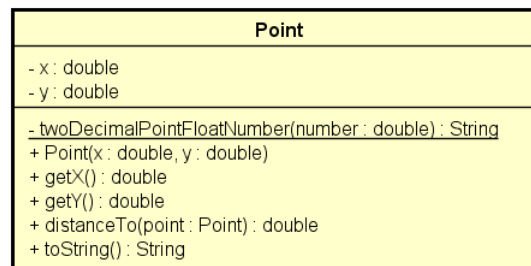 Point
- x : double
- y : double
- twoDecimalPointFloatNumber(number : double) : String
+ Point(x : double, y : double)
+ getX() : double
+ getY() : double
+ distanceTo(point : Point) : double
+ toString() : String